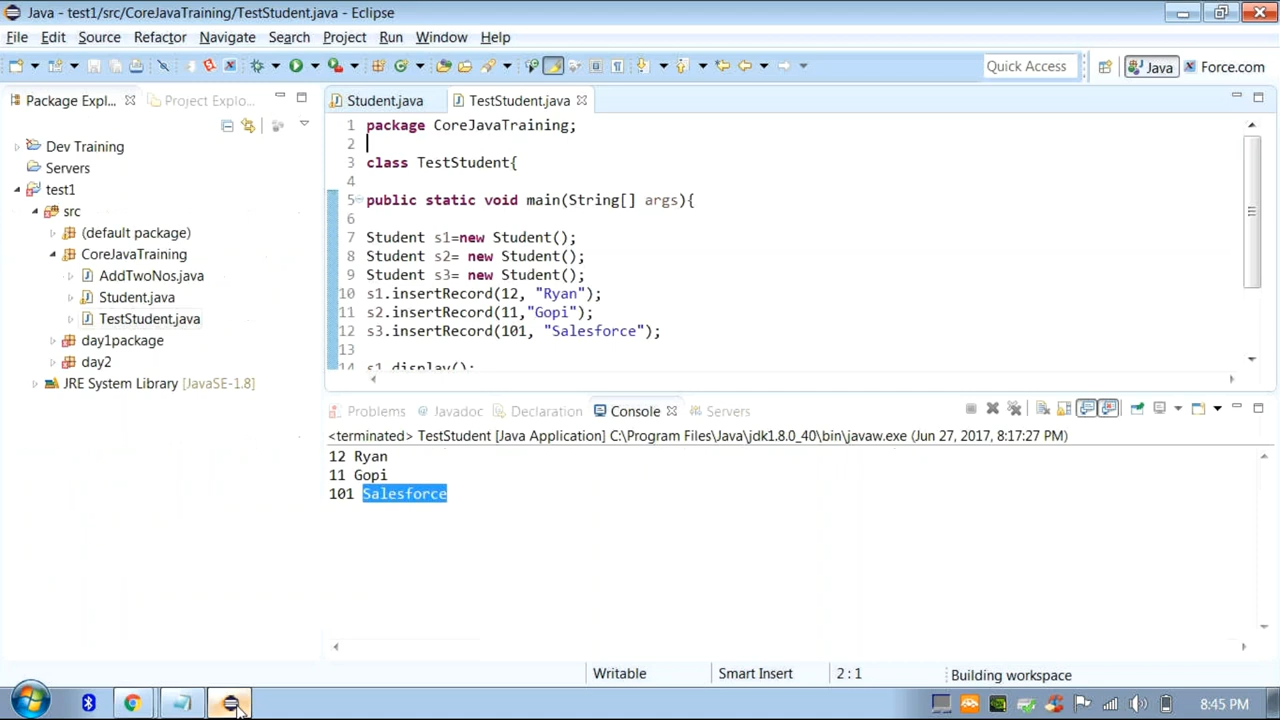 Java - test1/src/CoreJavaTraining/TestStudent.java - Eclipse
File Edit Source Refactor Navigate Search Project Run Window Help
Quick Access Java Force.com
Package Expl... Project Explo...
Dev Training
Servers
test1
src
(default package)
CoreJavaTraining
AddTwoNos.java
Student.java
TestStudent.java
day1package
day2
JRE System Library [JavaSE-1.8]
Student.java TestStudent.java
1 package CoreJavaTraining;
2
3 class TestStudent{
4
5 public static void main(String[] args){
6
7 Student s1=new Student();
8 Student s2= new Student();
9 Student s3= new Student();
10 s1.insertRecord(12, "Ryan");
11 s2.insertRecord(11,"Gopi");
12 s3.insertRecord(101, "Salesforce");
13
14 s1.display();
Problems @ Javadoc Declaration Console Servers
<terminated> TestStudent [Java Application] C:\Program Files\Java\jdk1.8.0_40\bin\javaw.exe (Jun 27, 2017, 8:17:27 PM)
12 Ryan
11 Gopi
101 Salesforce
Writable Smart Insert 2 : 1 Building workspace
8:45 PM